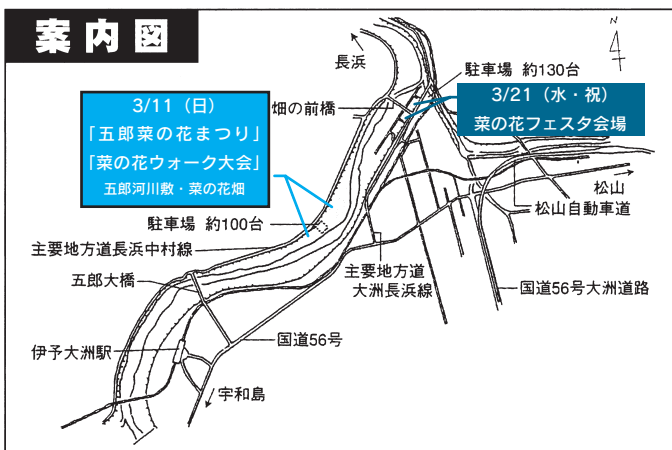 案内図
N
長浜
駐車場 約130台
3/11（日）
「五郎菜の花まつり」
「菜の花ウォーク大会」
五郎河川敷・菜の花畑
畑の前橋
3/21（水・祝）
菜の花フェスタ会場
松山
松山自動車道
駐車場 約100台
主要地方道長浜中村線
五郎大橋
主要地方道
大洲長浜線
国道56号大洲道路
国道56号
伊予大洲駅
宇和島